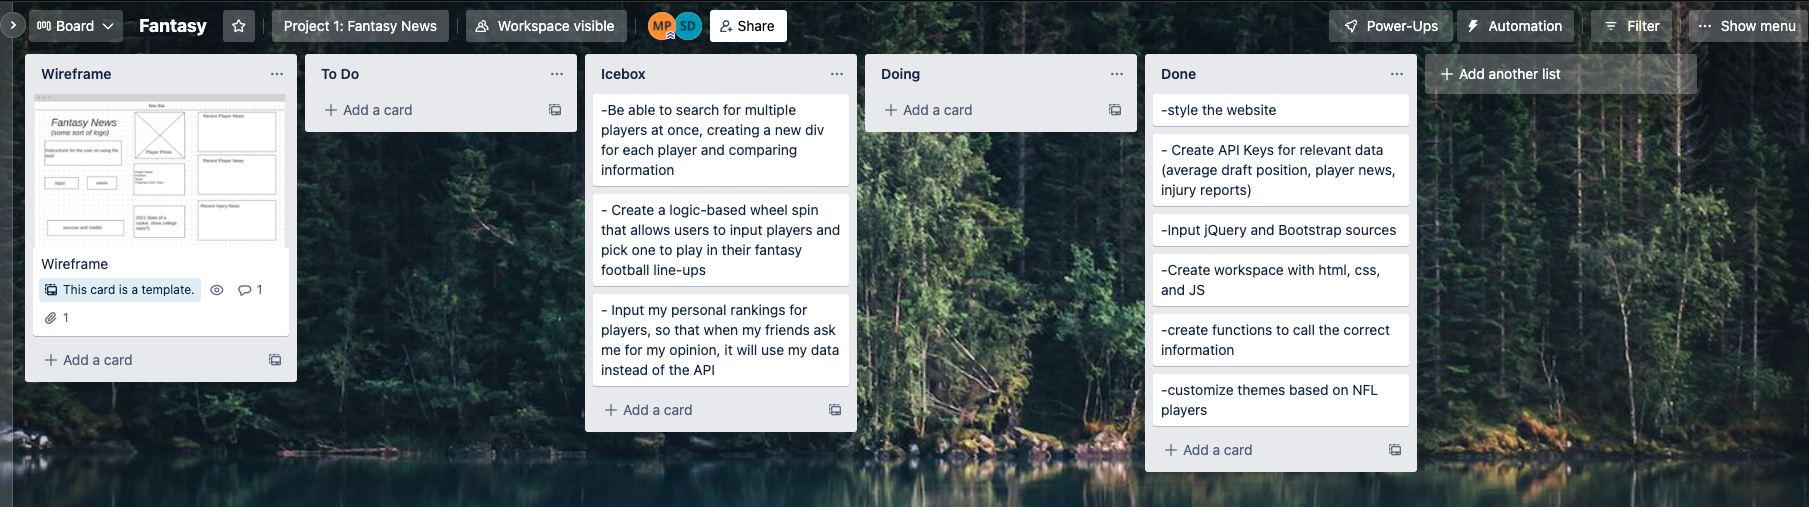 Board
Fantasy
Project 1: Fantasy News
Workspace visible
MP
SD
Share
Power-Ups
Automation
Filter
Show menu
Wireframe
Nav Bar
Fantasy News
(some sort of logo)
Instructions for the user on using the
tool
input
submit
sources and credits
Player Photo
2021 Stats (if a
rookie, show college
stats?)
Recent Player News
Recent Player News
Recent Injury News
Wireframe
This card is a template.
1
1
Add a card
To Do
Add a card
Icebox
-Be able to search for multiple
players at once, creating a new div
for each player and comparing
information
- Create a logic-based wheel spin
that allows users to input players and
pick one to play in their fantasy
football line-ups
- Input my personal rankings for
players, so that when my friends ask
me for my opinion, it will use my data
instead of the API
Add a card
Doing
Add a card
Done
-style the website
- Create API Keys for relevant data
(average draft position, player news,
injury reports)
-Input jQuery and Bootstrap sources
-Create workspace with html, css,
and JS
-create functions to call the correct
information
-customize themes based on NFL
players
Add a card
Add another list